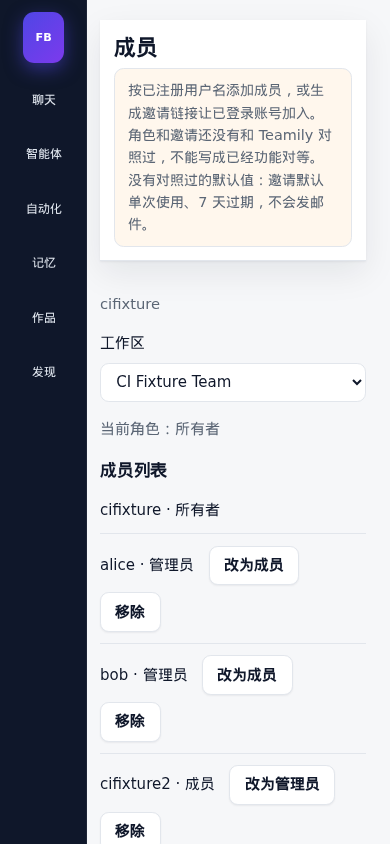 FB
聊天
智能体
自动化
记忆
作品
发现
成员
按已注册用户名添加成员，或生
成邀请链接让已登录账号加入。
角色和邀请还没有和 Teamily 对
照过，不能写成已经功能对等。
没有对照过的默认值：邀请默认
单次使用、7 天过期，不会发邮
件。
cifixture
工作区
CI Fixture Team
当前角色：所有者
成员列表
cifixture · 所有者
alice · 管理员 改为成员
移除
bob · 管理员 改为成员
移除
cifixture2 · 成员 改为管理员
移除